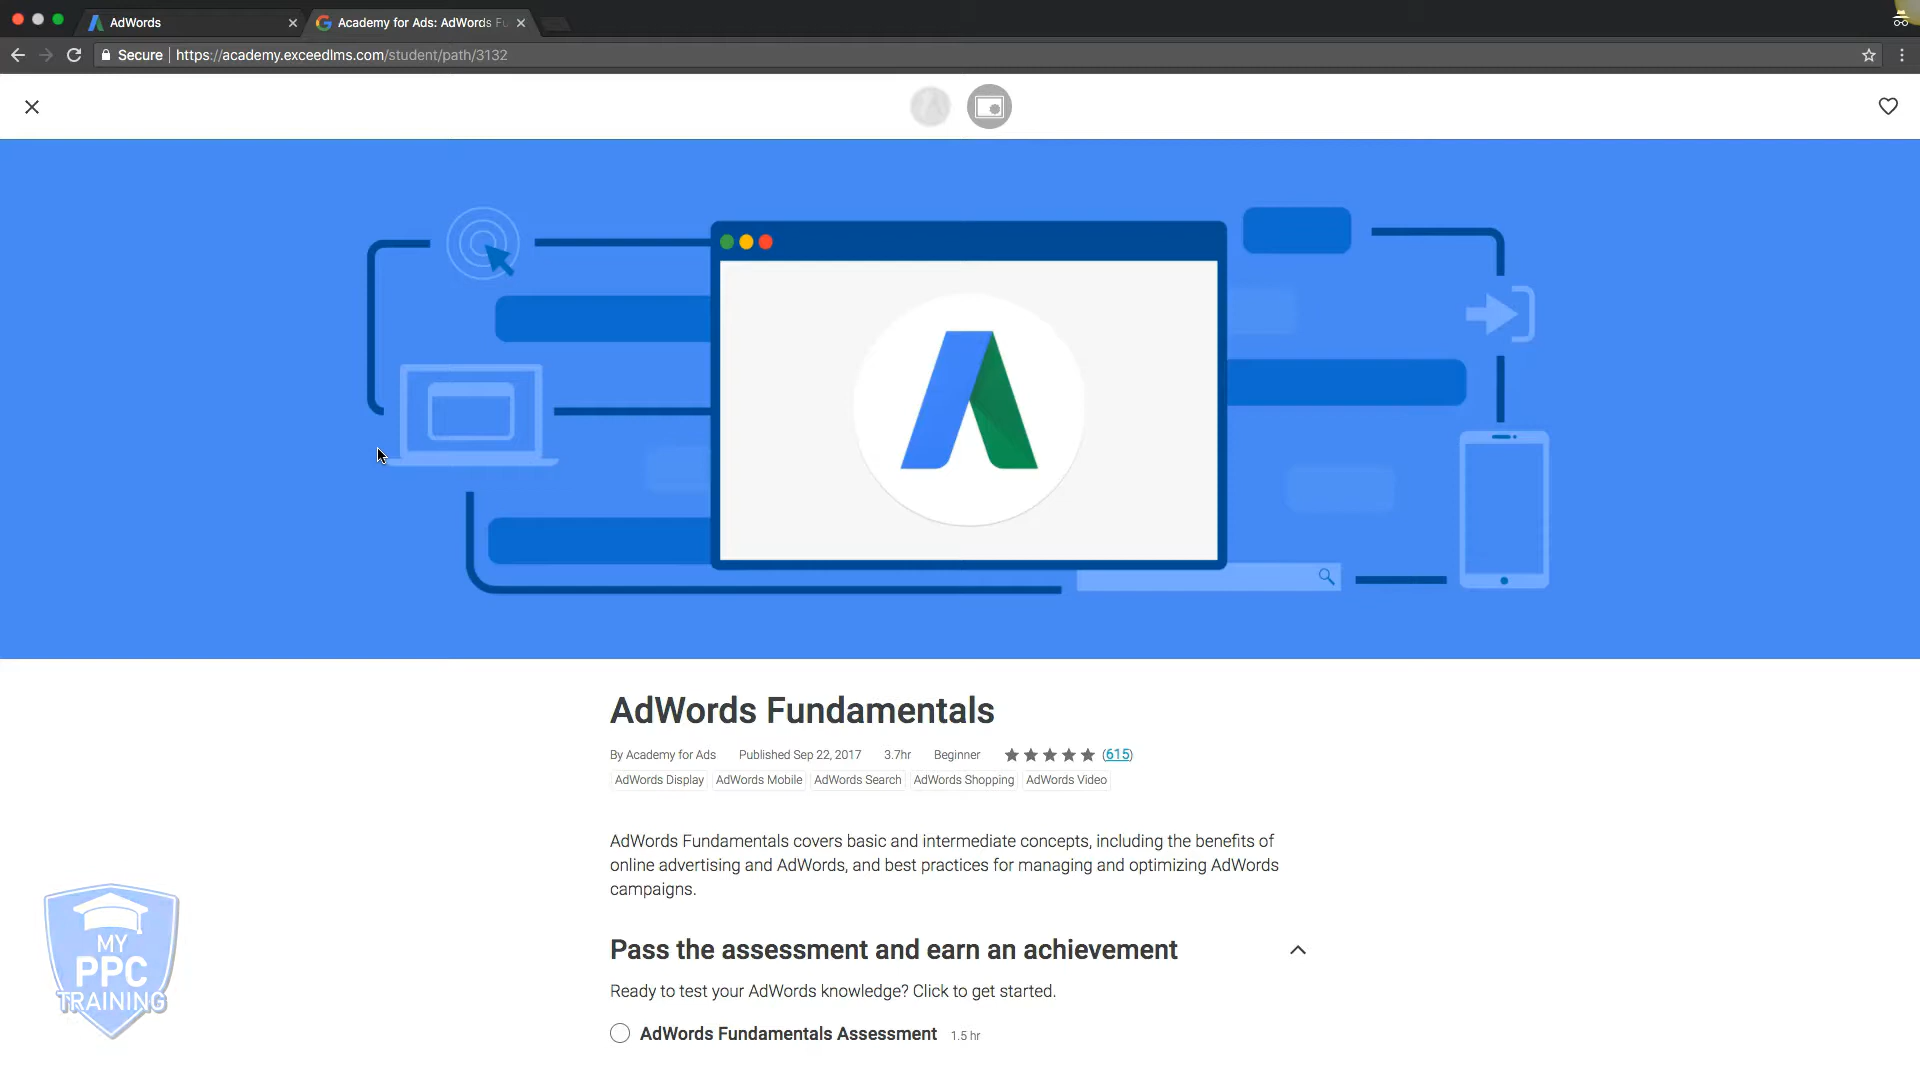 AdWords
Academy for Ads: AdWords Fu
Secure
https://academy.exceedlms.com/student/path/3132
AdWords Fundamentals
By Academy for Ads Published Sep 22, 2017 3.7hr Beginner (615)
AdWords Display AdWords Mobile AdWords Search AdWords Shopping AdWords Video
AdWords Fundamentals covers basic and intermediate concepts, including the benefits of
online advertising and AdWords, and best practices for managing and optimizing AdWords
campaigns.
Pass the assessment and earn an achievement
Ready to test your AdWords knowledge? Click to get started.
AdWords Fundamentals Assessment 1.5 hr
MY
PPC
TRAINING